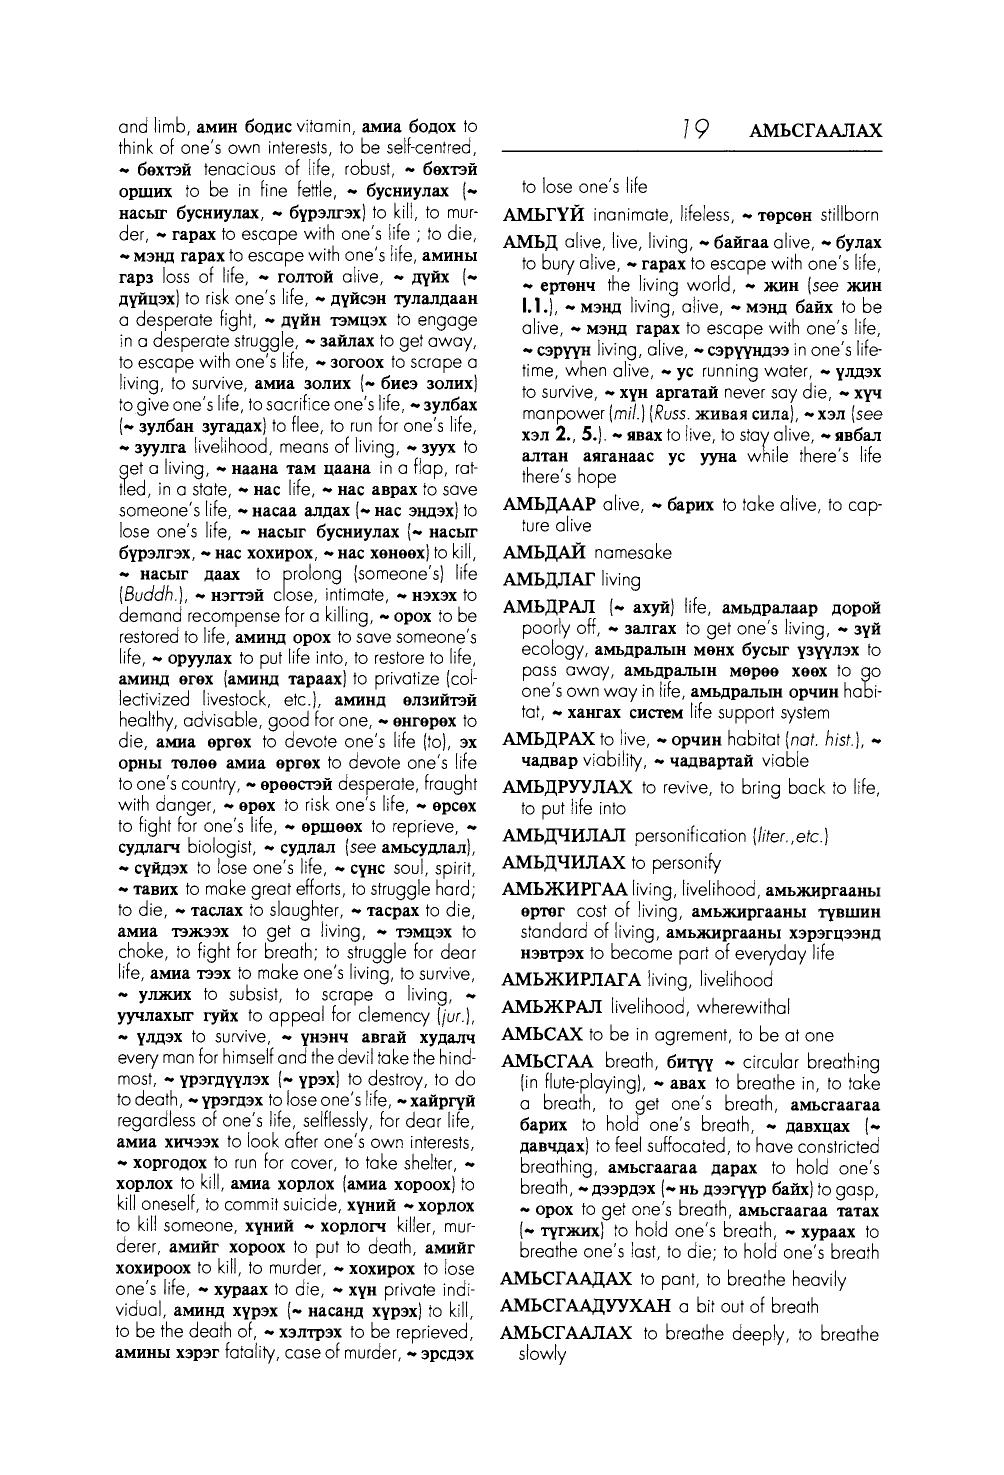 and limb, амин бодис vitamin, амиа бодох to
think of one's own interests, to be self-centred,
~ бөхтэй tenacious of life, robust, ~ бөхтэй
орших to be in fine fettle, ~ бусниулах (~
насыг бусниулах, ~ бүрэлгэх) to kill, to mur-
der, ~ гарах to escape with one's life ; to die,
~ мэнд гарах to escape with one's life, амины
гарз loss of life, ~ голтой alive, ~ дүйх (~
дүйцэх) to risk one's life, ~ дүйсэн тулалдаан
a desperate fight, ~ дүйн тэмцэх to engage
in a desperate struggle, ~ зайлах to get away,
to escape with one's life, ~ зогоох to scrape a
living, to survive, амиа золих (~ биеэ золих)
to give one's life, to sacrifice one's life, ~ зулбах
(~ зулбан зугадах) to flee, to run for one's life,
~ зуулга livelihood, means of living, ~ зуух to
get a living, ~ наана там цаана in a flap, rat-
tled, in a state, ~ нас life, ~ нас аврах to save
someone's life, ~ насаа алдах (~ нас эндэх) to
lose one's life, ~ насыг бусниулах (~ насыг
бүрэлгэх, ~ нас хохирох, ~ нас хөнөөх) to kill,
~ насыг даах to prolong (someone's) life
(Buddh.), ~ нэгтэй close, intimate, ~ нэхэх to
demand recompense for a killing, ~ орох to be
restored to life, аминд орох to save someone's
life, ~ оруулах to put life into, to restore to life,
аминд өгөх (аминд тараах) to privatize (col-
lectivized livestock, etc.), аминд өлзийтэй
healthy, advisable, good for one, ~ өнгөрөх to
die, амиа өргөх to devote one's life (to), эх
орны төлөө амиа өргөх to devote one's life
to one's country, ~ өрөөстэй desperate, fraught
with danger, ~ өрөх to risk one's life, ~ өрсөх
to fight for one's life, ~ өршөөх to reprieve, ~
судлагч biologist, ~ судлал (see амьсудлал),
~ сүйдэх to lose one's life, ~ сүнс soul, spirit,
~ тавих to make great efforts, to struggle hard;
to die, ~ таслах to slaughter, ~ тасрах to die,
амиа тэжээх to get a living, ~ тэмцэх to
choke, to fight for breath; to struggle for dear
life, амиа тээх to make one's living, to survive,
~ улжих to subsist, to scrape a living, ~
уучлахыг гуйх to appeal for clemency (jur.),
~ үлдэх to survive, ~ үнэнч авгай худалч
every man for himself and the devil take the hind-
most, ~ үрэгдүүлэх (~ үрэх) to destroy, to do
to death, ~ үрэгдэх to lose one's life, ~ хайргүй
regardless of one's life, selflessly, for dear life,
амиа хичээх to look after one's own interests,
~ хоргодох to run for cover, to take shelter, ~
хорлох to kill, амиа хорлох (амиа хороох) to
kill oneself, to commit suicide, хүний ~ хорлох
to kill someone, хүний ~ хорлогч killer, mur-
derer, амийг хороох to put to death, амийг
хохироох to kill, to murder, ~ хохирох to lose
one's life, ~ хураах to die, ~ хүн private indi-
vidual, аминд хүрэх (~ насанд хүрэх) to kill,
to be the death of, ~ хэлтрэх to be reprieved,
амины хэрэг fatality, case of murder, ~ эрсдэх
19 АМЬСГААЛАХ
to lose one's life
АМЬГҮЙ inanimate, lifeless, ~ төрсөн stillborn
АМЬД alive, live, living, ~ байгаа alive, ~ булах
to bury alive, ~ гарах to escape with one's life,
~ ертөнч the living world, ~ жин (see жин
I.1.), ~ мэнд living, alive, ~ мэнд байх to be
alive, ~ мэнд гарах to escape with one's life,
~ сэрүүн living, alive, ~ сэрүүндээ in one's life-
time, when alive, ~ ус running water, ~ үлдэх
to survive, ~ хүн аргатай never say die, ~ хүч
manpower (mil.) (Russ. живая сила), ~ хэл (see
хэл 2., 5.). ~ явах to live, to stay alive, ~ явбал
алтан аяганаас ус ууна while there's life
there's hope
АМЬДААР alive, ~ барих to take alive, to cap-
ture alive
АМЬДАЙ namesake
АМЬДЛАГ living
АМЬДРАЛ (~ ахуй) life, амьдралаар дорой
poorly off, ~ залгах to get one's living, ~ зүй
ecology, амьдралын мөнх бусыг үзүүлэх to
pass away, амьдралын мөрөө хөөх to go
one's own way in life, амьдралын орчин habi-
tat, ~ хангах систем life support system
АМЬДРАХ to live, ~ орчин habitat (nat. hist.), ~
чадвар viability, ~ чадвартай viable
АМЬДРУУЛАХ to revive, to bring back to life,
to put life into
АМЬДЧИЛАЛ personification (liter.,etc.)
АМЬДЧИЛАХ to personify
АМЬЖИРГАА living, livelihood, амьжиргааны
өртөг cost of living, амьжиргааны түвшин
standard of living, амьжиргааны хэрэгцээнд
нэвтрэх to become part of everyday life
АМЬЖИРЛАГА living, livelihood
АМЬЖРАЛ livelihood, wherewithal
АМЬСАХ to be in agrement, to be at one
АМЬСГАА breath, битүү ~ circular breathing
(in flute-playing), ~ авах to breathe in, to take
a breath, to get one's breath, амьсгаагаа
барих to hold one's breath, ~ давхцах (~
давчдах) to feel suffocated, to have constricted
breathing, амьсгаагаа дарах to hold one's
breath, ~ дээрдэх (~ нь дээгүүр байх) to gasp,
~ орох to get one's breath, амьсгаагаа татах
(~ түгжих) to hold one's breath, ~ хураах to
breathe one's last, to die; to hold one's breath
АМЬСГААДАХ to pant, to breathe heavily
АМЬСГААДУУХАН a bit out of breath
АМЬСГААЛАХ to breathe deeply, to breathe
slowly